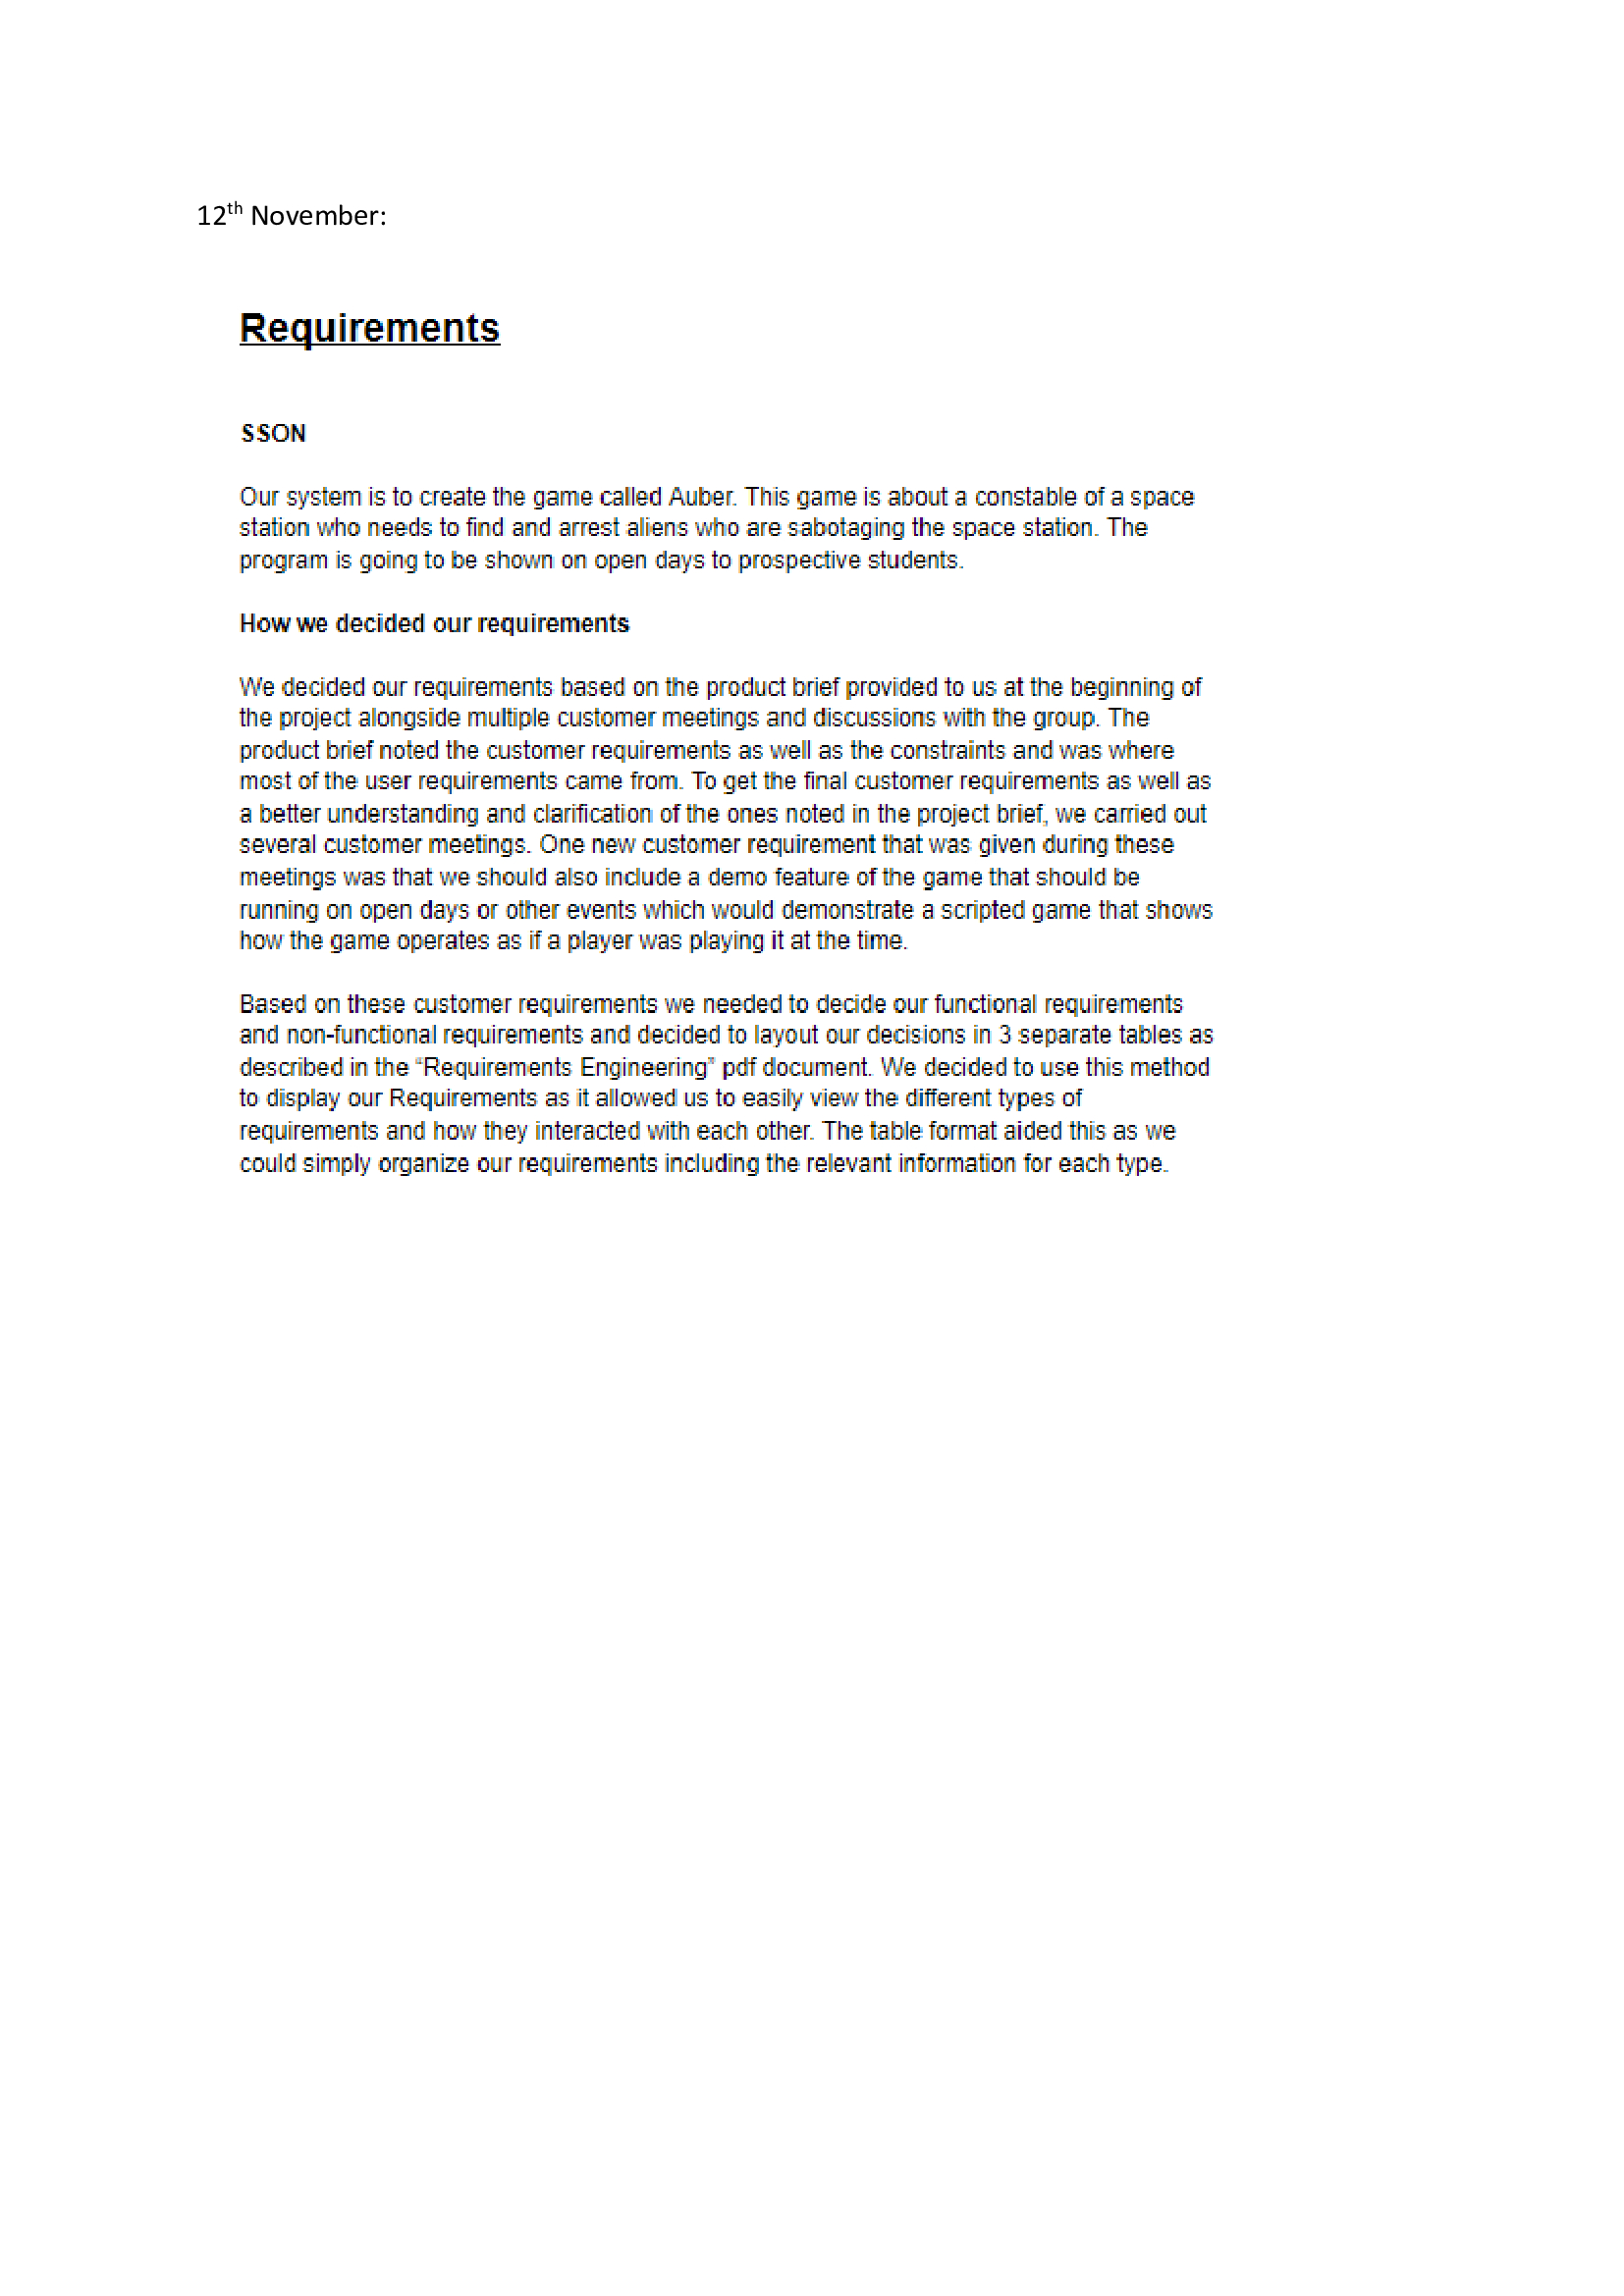 12th November:
Requirements
SSON
Our system is to create the game called Auber. This game is about a constable of a space
station who needs to find and arrest aliens who are sabotaging the space station. The
program is going to be shown on open days to prospective students.
How we decided our requirements
We decided our requirements based on the product brief provided to us at the beginning of
the project alongside multiple customer meetings and discussions with the group. The
product brief noted the customer requirements as well as the constraints and was where
most of the user requirements came from. To get the final customer requirements as well as
a better understanding and clarification of the ones noted in the project brief, we carried out
several customer meetings. One new customer requirement that was given during these
meetings was that we should also include a demo feature of the game that should be
running on open days or other events which would demonstrate a scripted game that shows
how the game operates as if a player was playing it at the time.
Based on these customer requirements we needed to decide our functional requirements
and non-functional requirements and decided to layout our decisions in 3 separate tables as
described in the “Requirements Engineering” pdf document. We decided to use this method
to display our Requirements as it allowed us to easily view the different types of
requirements and how they interacted with each other. The table format aided this as we
could simply organize our requirements including the relevant information for each type.